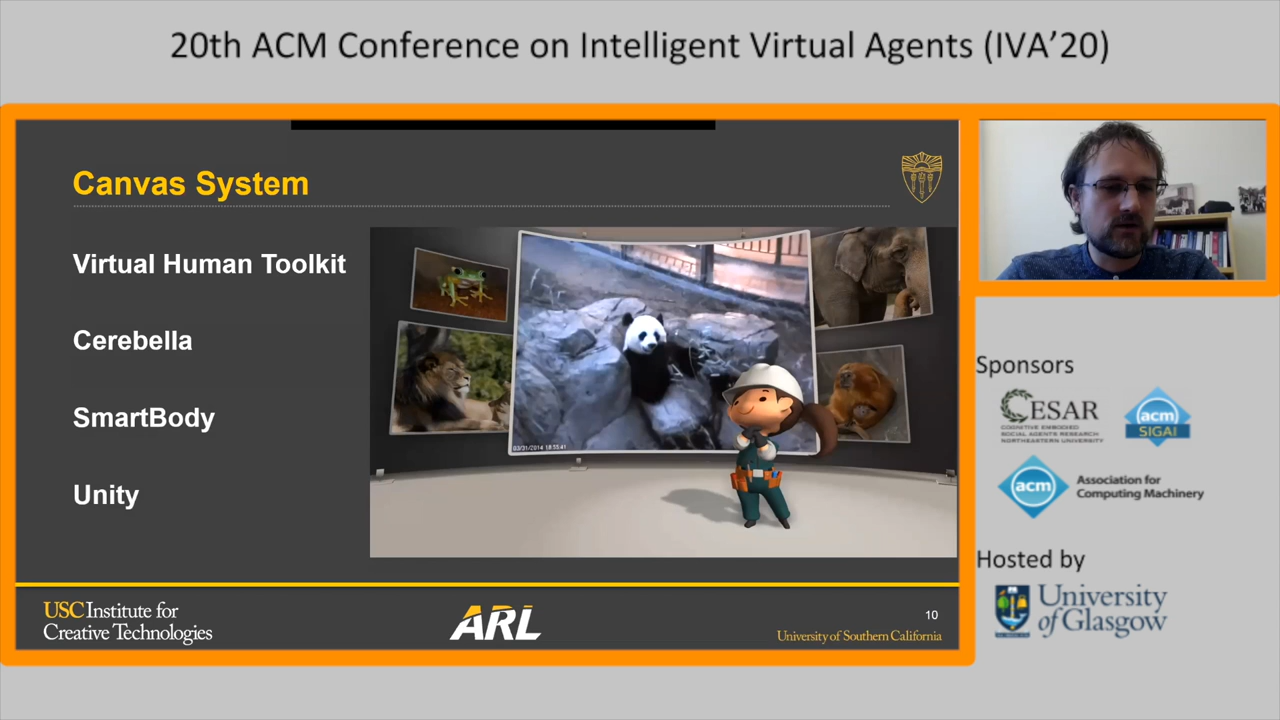 20th ACM Conference on Intelligent Virtual Agents (IVA'20)
Canvas System
Virtual Human Toolkit
Cerebella
SmartBody
Unity
03/31/2014 18:55:41
USC Institute for
Creative Technologies
ARL
10
University of Southern California
Sponsors
CESAR
COGNITIVE EMBODIED
SOCIAL AGENTS RESEARCH
NORTHEASTERN UNIVERSITY
acm
SIGAI
acm
Association for
Computing Machinery
Hosted by
University
of Glasgow